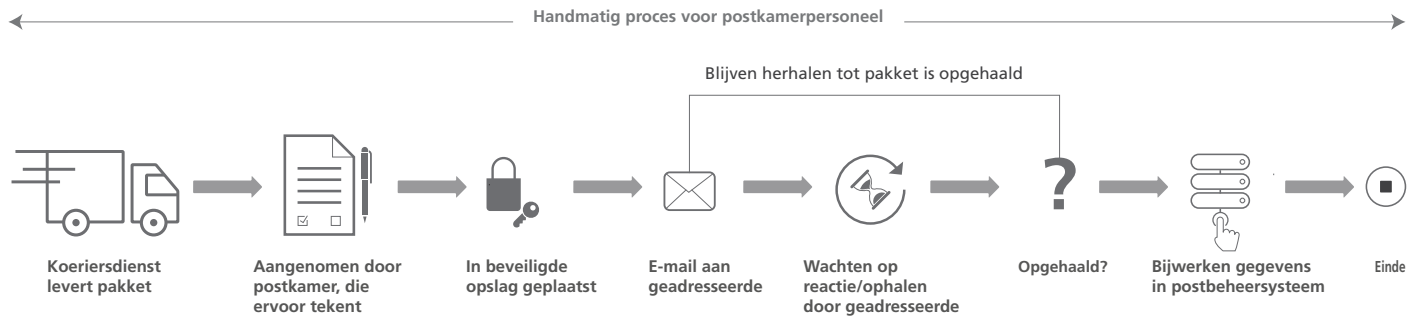 Handmatig proces voor postkamerpersoneel
Blijven herhalen tot pakket is opgehaald
Koeriersdienst
levert pakket
Aangenomen door
postkamer, die
ervoor tekent
In beveiligde
opslag geplaatst
E-mail aan
geadresseerde
Wachten op
reactie/ophalen
door geadresseerde
?
Opgehaald?
Bijwerken gegevens
in postbeheersysteem
Einde